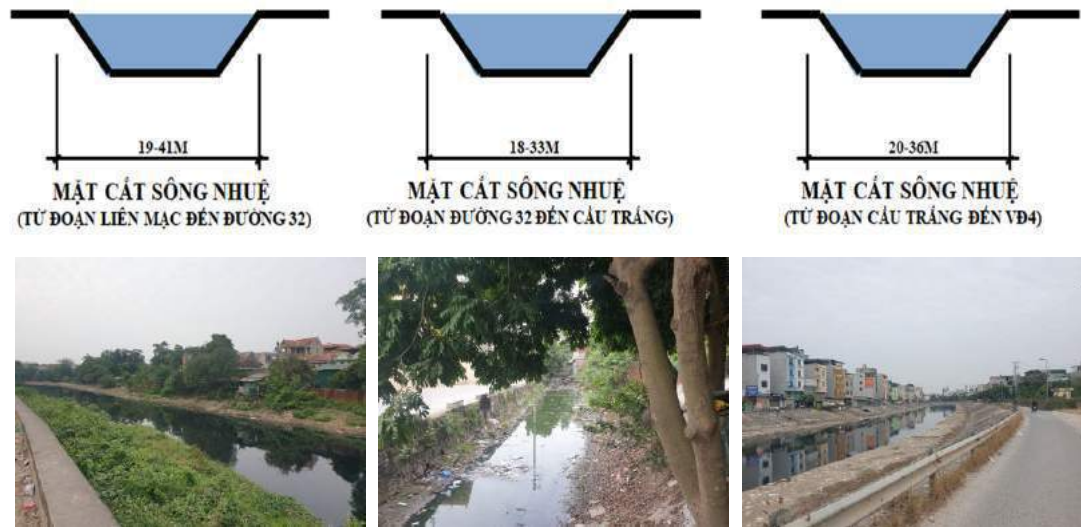 19-41M
MẶT CẮT SÔNG NHUỆ
(TỪ ĐOẠN LIÊN MẠC ĐẾN ĐƯỜNG 32)
18-33M
MẶT CẮT SÔNG NHUỆ
(TỪ ĐOẠN ĐƯỜNG 32 ĐẾN CẦU TRẮNG)
20-36M
MẶT CẮT SÔNG NHUỆ
(TỪ ĐOẠN CẦU TRẮNG ĐẾN VĐ4)